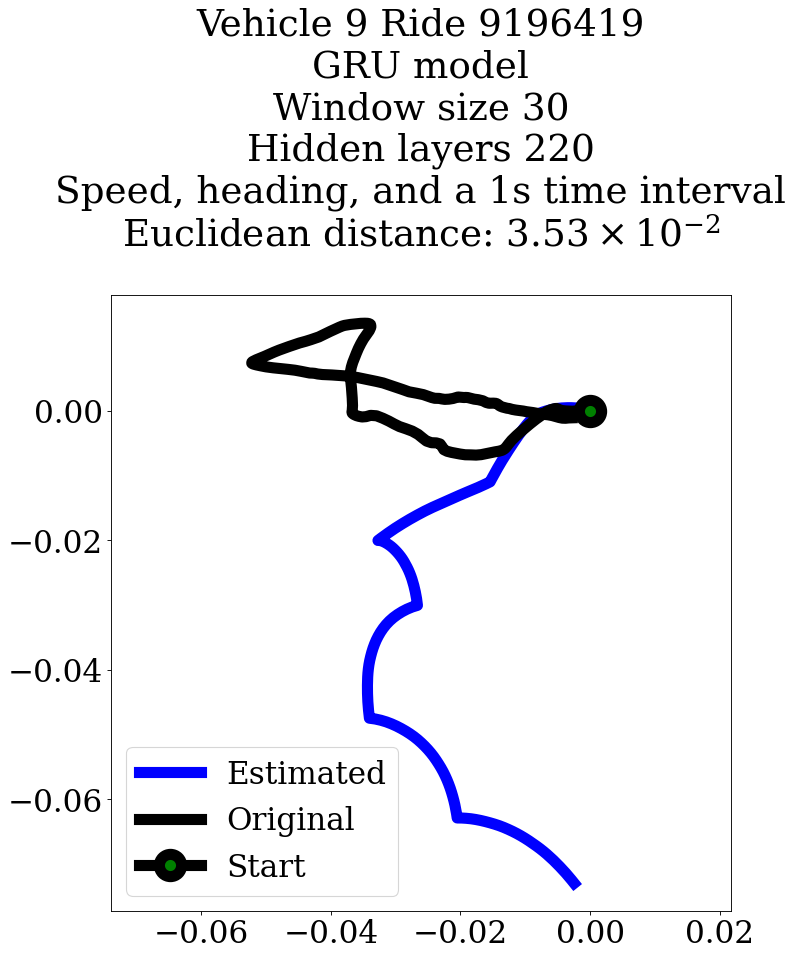 Vehicle 9 Ride 9196419
GRU model
Window size 30
Hidden layers 220
Speed, heading, and a 1s time interval
Euclidean distance: 3.53 × 10⁻²
0.00
−0.02
−0.04
−0.06
Estimated
Original
Start
−0.06 −0.04 −0.02 0.00 0.02